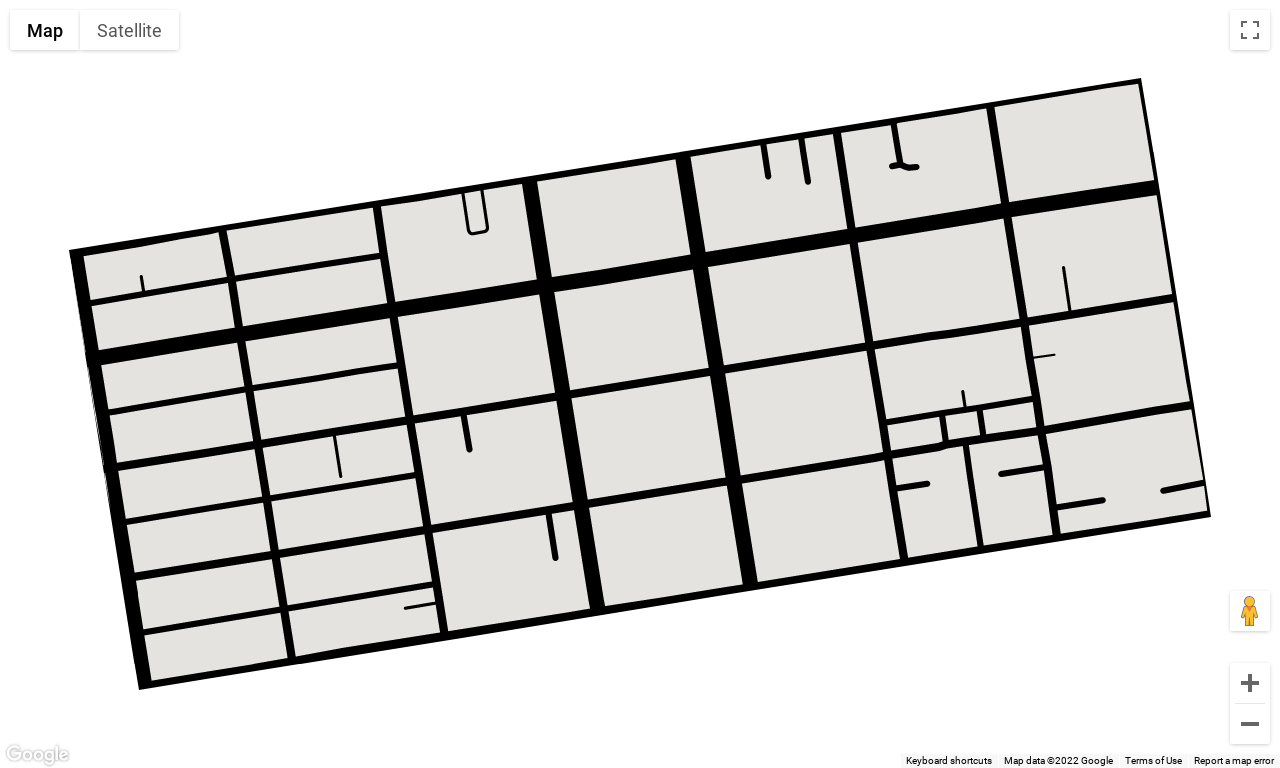 Map Satellite
Google
Keyboard shortcuts Map data ©2022 Google Terms of Use Report a map error